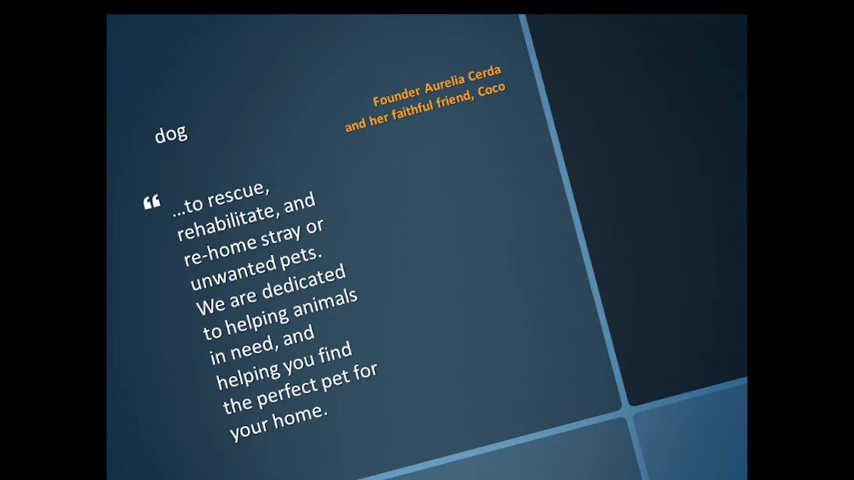 Founder Aurelia Cerda
and her faithful friend, Coco
dog
“ ...to rescue,
rehabilitate, and
re-home stray or
unwanted pets.
We are dedicated
to helping animals
in need, and
helping you find
the perfect pet for
your home.